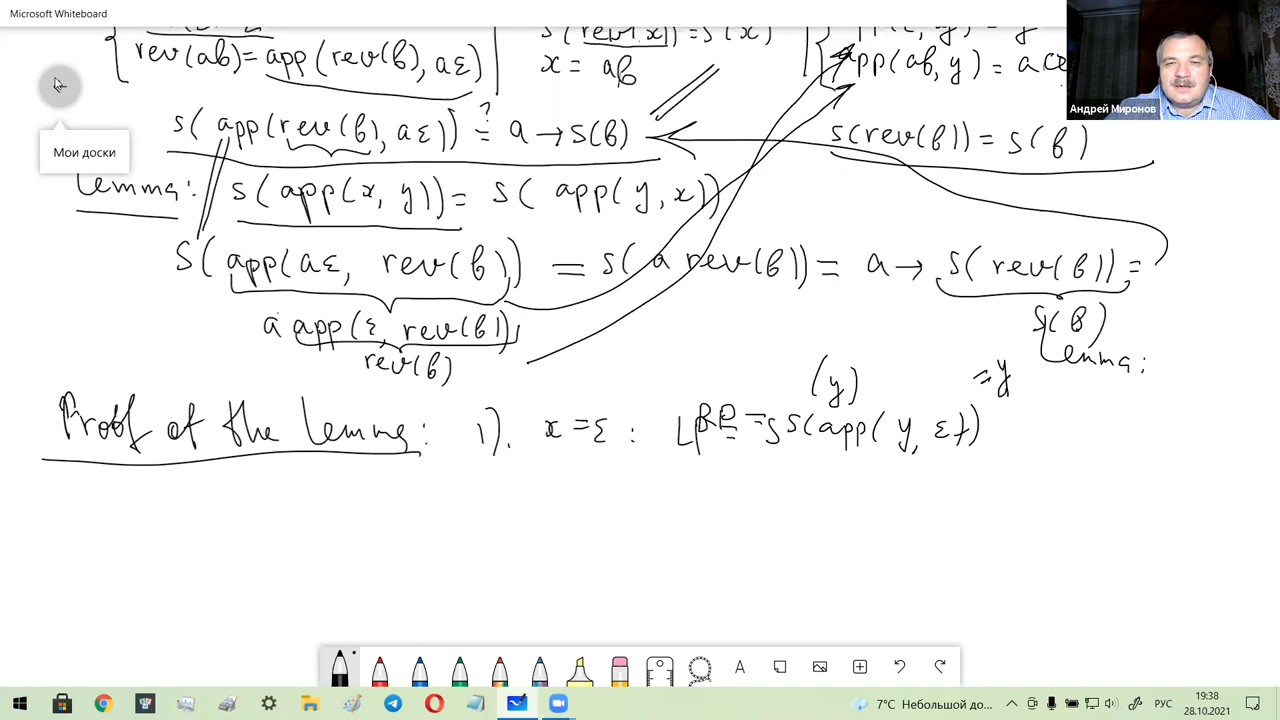 Microsoft Whiteboard
rev(ab)=app(rev(b), aε)
s(rev(x))=s(x)
x = ab
app(ab, y) = a
Андрей Миронов
Мои доски
s(app(rev(b), aε)) ?= a → s(b)
s(rev(b)) = s(b)
Lemma: s(app(x, y)) = s(app(y, x))
S(app(aε, rev(b))) = s(a rev(b)) = a → s(rev(b)) =
a app(ε, rev(b))
s(b)
rev(b)
Lemma:
(y)
=y
Proof of the Lemma: 1). x = ε : s(app(y, ε))
7°C Небольшой до...
РУС
19:38
28.10.2021